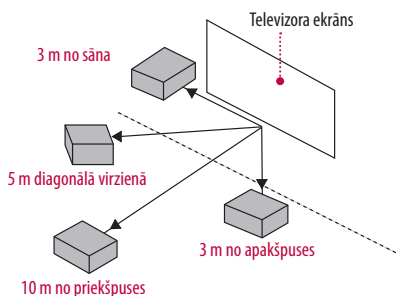 Televizora ekrāns
3 m no sāna
5 m diagonālā virzienā
3 m no apakšpuses
10 m no priekšpuses